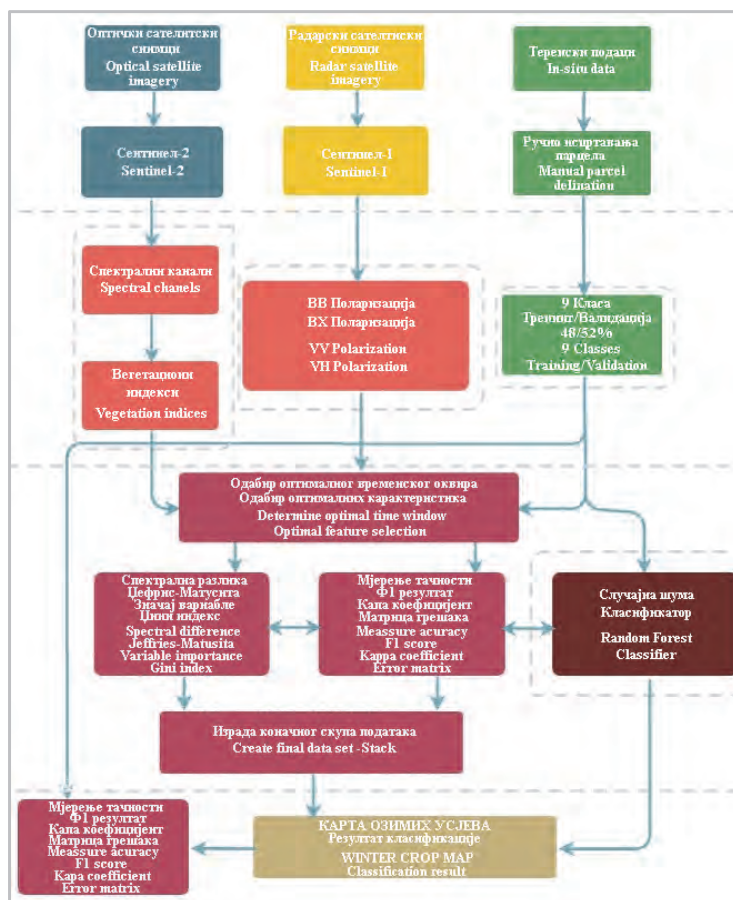 Оптички сателитски
снимци
Optical satellite
imagery
Радарски сателтиски
снимци
Radar satellite
imagery
Теренски подаци
In-situ data
Сентинел-2
Sentinel-2
Сентинел-1
Sentinel-1
Ручно исцртавања
парцела
Manual parcel
delination
Спектрални канали
Spectral chanels
ВВ Поларизација
ВХ Поларизација
VV Polarization
VH Polarization
9 Класа
Тренинг/Валидација
48/52%
9 Classes
Training/Validation
Вегетациони
индекси
Vegetation indices
Одабир оптималног временског оквира
Одабир оптималних карактеристика
Determine optimal time window
Optimal feature selection
Спектрална разлика
Џефрис-Матусита
Значај варијабле
Џини индекс
Spectral difference
Jeffries-Matusita
Variable importance
Gini index
Мјерење тачности
Ф1 резултат
Капа коефицијент
Матрица грешака
Meassure acuracy
F1 score
Kappa coefficient
Error matrix
Случајна шума
Класификатор
Random Forest
Classifier
Израда коначног скупа података
Create final data set -Stack
Мјерење тачности
Ф1 резултат
Капа коефицијент
Матрица грешака
Meassure acuracy
F1 score
Kapa coefficient
Error matrix
КАРТА ОЗИМИХ УСЈЕВА
Резултат класификације
WINTER CROP MAP
Classification result